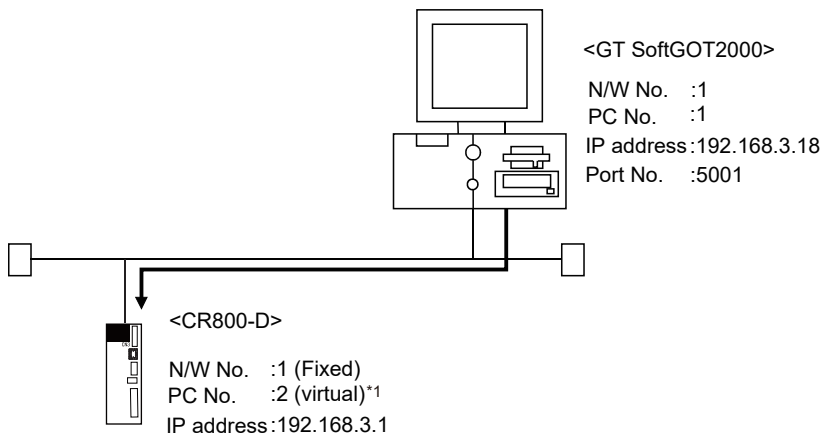 <GT SoftGOT2000>
N/W No. :1
PC No. :1
IP address:192.168.3.18
Port No. :5001
<CR800-D>
N/W No. :1 (Fixed)
PC No. :2 (virtual)*1
IP address:192.168.3.1